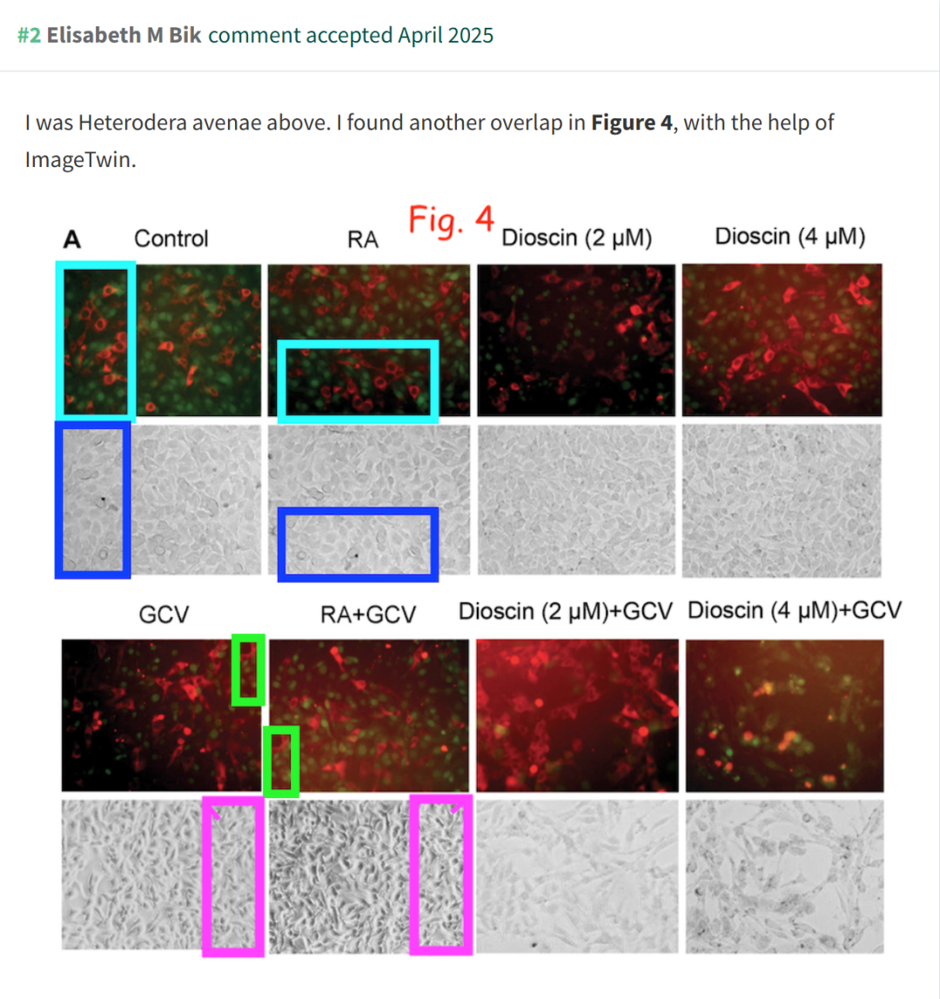 #2 Elisabeth M Bik comment accepted April 2025
I was Heterodera avenae above. I found another overlap in Figure 4, with the help of
ImageTwin.
Fig. 4
A Control RA Dioscin (2 µM) Dioscin (4 µM)
GCV RA+GCV Dioscin (2 µM)+GCV Dioscin (4 µM)+GCV